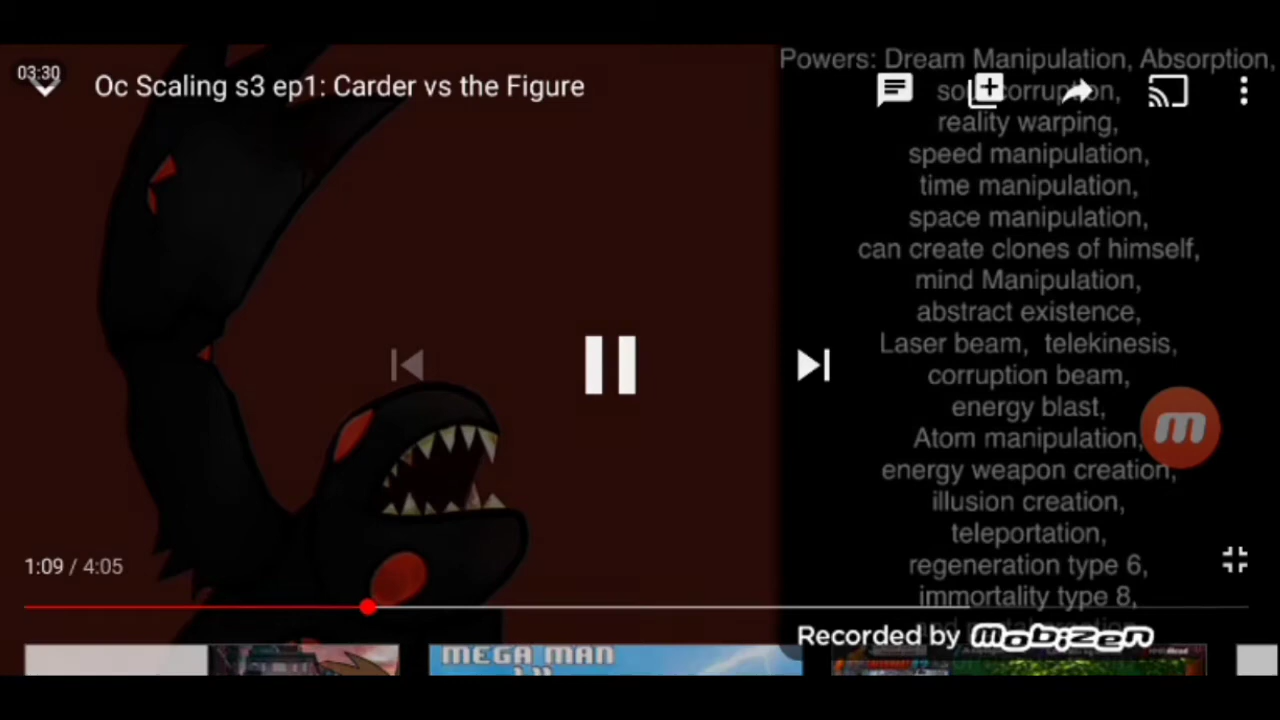 Powers: Dream Manipulation, Absorption,
03:30
Oc Scaling s3 ep1: Carder vs the Figure
corruption,
reality warping,
speed manipulation,
time manipulation,
space manipulation,
can create clones of himself,
mind Manipulation,
abstract existence,
Laser beam, telekinesis,
corruption beam,
energy blast,
Atom manipulation,
energy weapon creation,
illusion creation,
teleportation,
regeneration type 6,
immortality type 8,
1:09 / 4:05
Recorded by mobizen
MEGA MAN